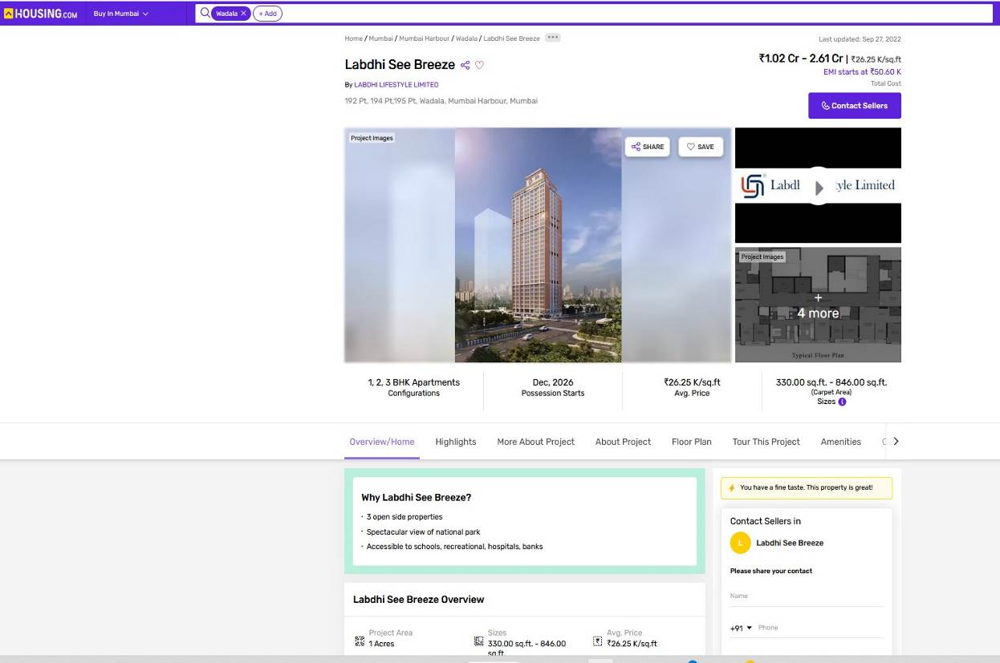 HOUSING.COM
Buy In Mumbai
Wadala ×
+ Add
Home / Mumbai / Mumbai Harbour / Wadala / Labdhi See Breeze
Last updated: Sep 27, 2022
Labdhi See Breeze
₹1.02 Cr - 2.61 Cr | ₹26.25 K/sq.ft
EMI starts at ₹50.60 K
By LABDHI LIFESTYLE LIMITED
Total Cost
192 Pt, 194 Pt,195 Pt, Wadala, Mumbai Harbour, Mumbai
Contact Sellers
Project Images
SHARE
SAVE
tyle Limited
Project Images
+
4 more
Typical Floor Plan
1, 2, 3 BHK Apartments
Configurations
Dec, 2026
Possession Starts
₹26.25 K/sq.ft
Avg. Price
330.00 sq.ft. - 846.00 sq.ft.
(Carpet Area)
Sizes
Overview/Home
Highlights
More About Project
About Project
Floor Plan
Tour This Project
Amenities
Why Labdhi See Breeze?
· 3 open side properties
· Spectacular view of national park
· Accessible to schools, recreational, hospitals, banks
You have a fine taste. This property is great!
Contact Sellers in
L
Labdhi See Breeze
Please share your contact
Name
+91
Phone
Labdhi See Breeze Overview
Project Area
1 Acres
Sizes
330.00 sq.ft. - 846.00
sq.ft.
Avg. Price
₹26.25 K/sq.ft